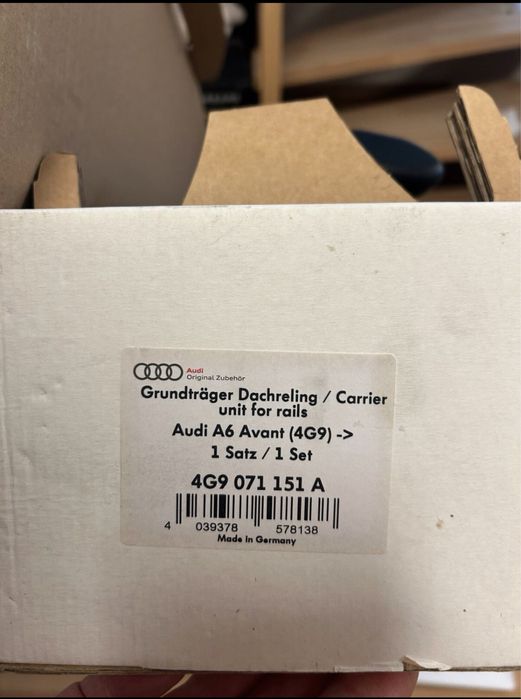 Audi
Original Zubehör
Grundträger Dachreling / Carrier
unit for rails
Audi A6 Avant (4G9) ->
1 Satz / 1 Set
4G9 071 151 A
4 039378 578138
Made in Germany